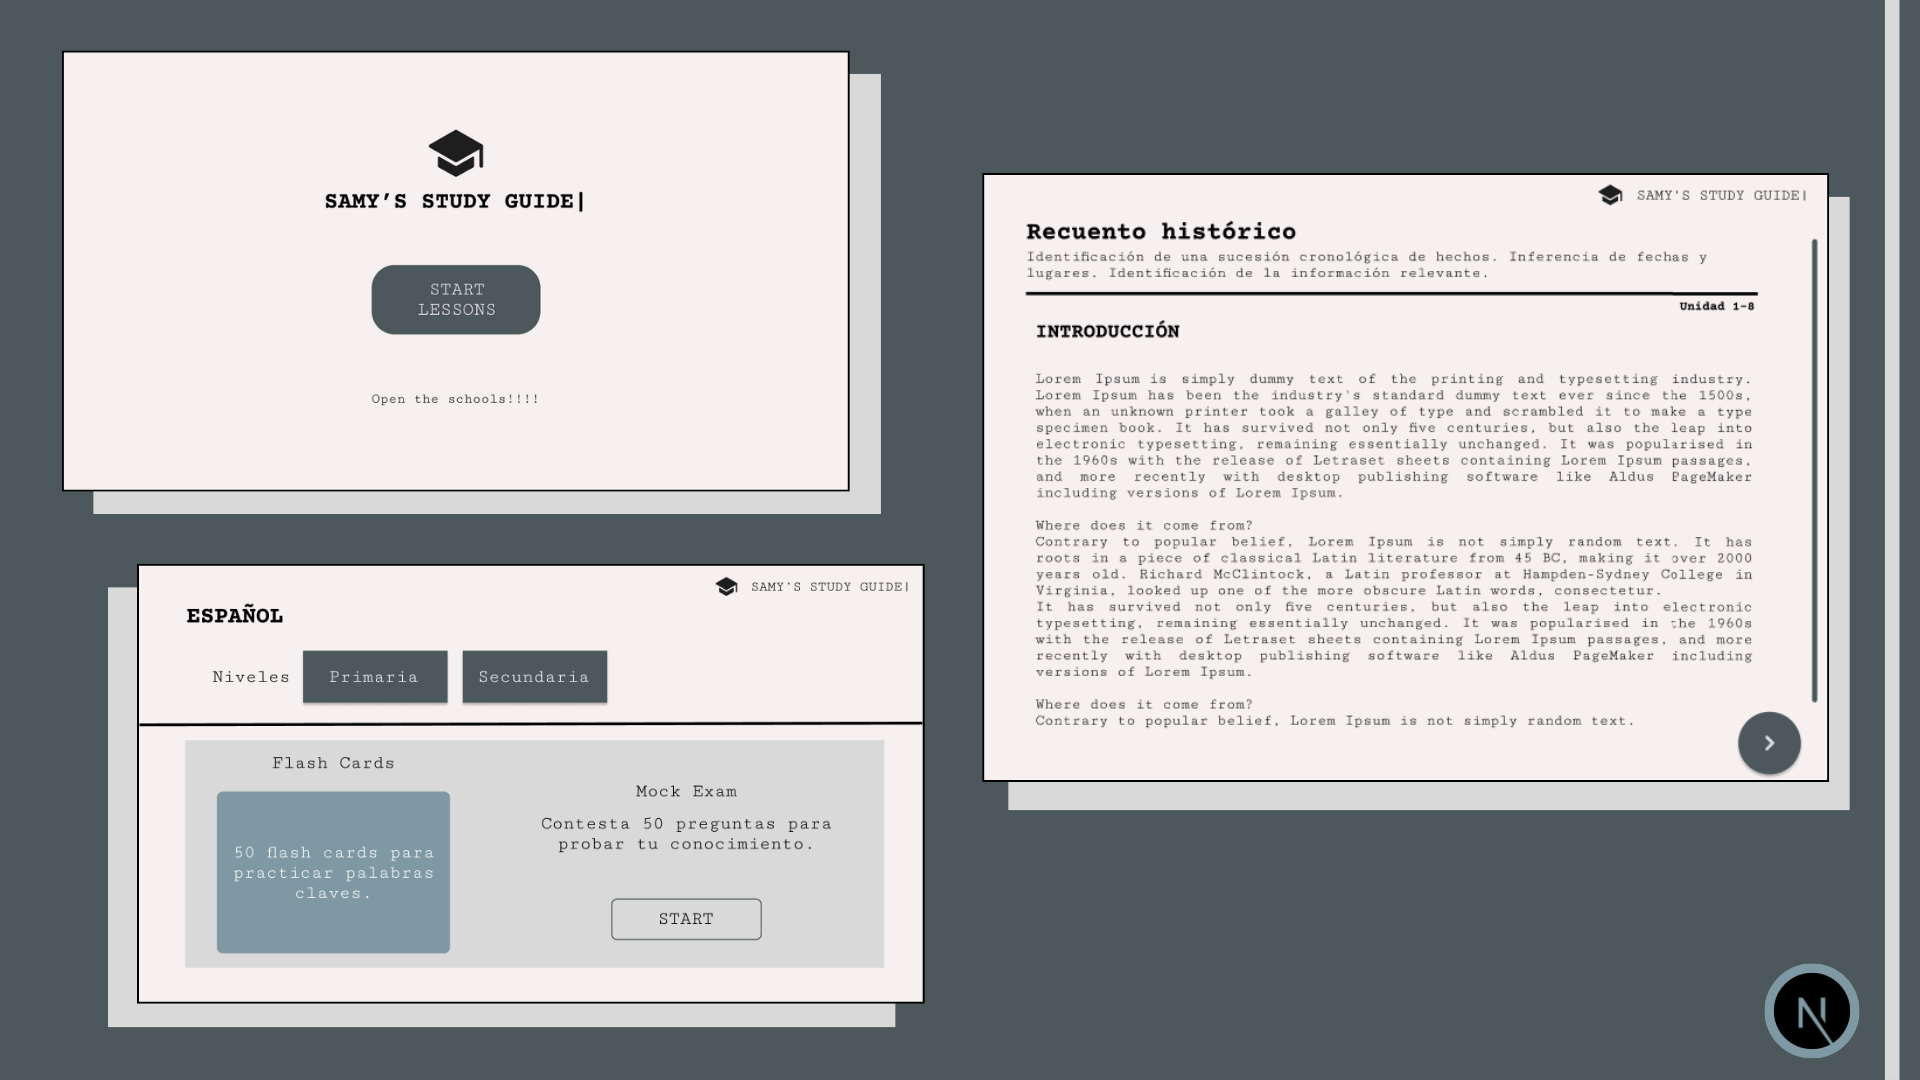 SAMY’S STUDY GUIDE|
START
LESSONS
Open the schools!!!!
SAMY’S STUDY GUIDE|
ESPAÑOL
Niveles
Primaria
Secundaria
Flash Cards
50 flash cards para
practicar palabras
claves.
Mock Exam
Contesta 50 preguntas para
probar tu conocimiento.
START
SAMY'S STUDY GUIDE|
Recuento histórico
Identificación de una sucesión cronológica de hechos. Inferencia de fechas y
lugares. Identificación de la información relevante.
Unidad 1-8
INTRODUCCIÓN
Lorem Ipsum is simply dummy text of the printing and typesetting industry.
Lorem Ipsum has been the industry's standard dummy text ever since the 1500s,
when an unknown printer took a galley of type and scrambled it to make a type
specimen book. It has survived not only five centuries, but also the leap into
electronic typesetting, remaining essentially unchanged. It was popularised in
the 1960s with the release of Letraset sheets containing Lorem Ipsum passages,
and more recently with desktop publishing software like Aldus PageMaker
including versions of Lorem Ipsum.
Where does it come from?
Contrary to popular belief, Lorem Ipsum is not simply random text. It has
roots in a piece of classical Latin literature from 45 BC, making it over 2000
years old. Richard McClintock, a Latin professor at Hampden-Sydney College in
Virginia, looked up one of the more obscure Latin words, consectetur.
It has survived not only five centuries, but also the leap into electronic
typesetting, remaining essentially unchanged. It was popularised in the 1960s
with the release of Letraset sheets containing Lorem Ipsum passages, and more
recently with desktop publishing software like Aldus PageMaker including
versions of Lorem Ipsum.
Where does it come from?
Contrary to popular belief, Lorem Ipsum is not simply random text.
N